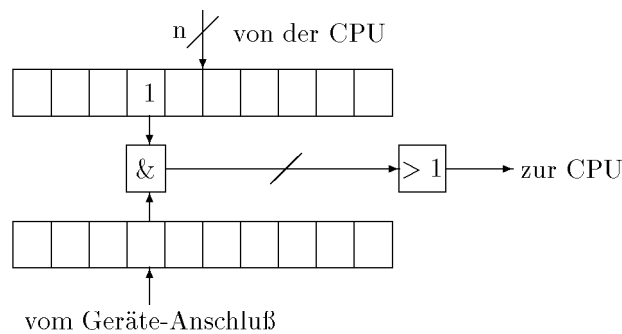 n von der CPU
1
& > 1 zur CPU
vom Geräte-Anschluß